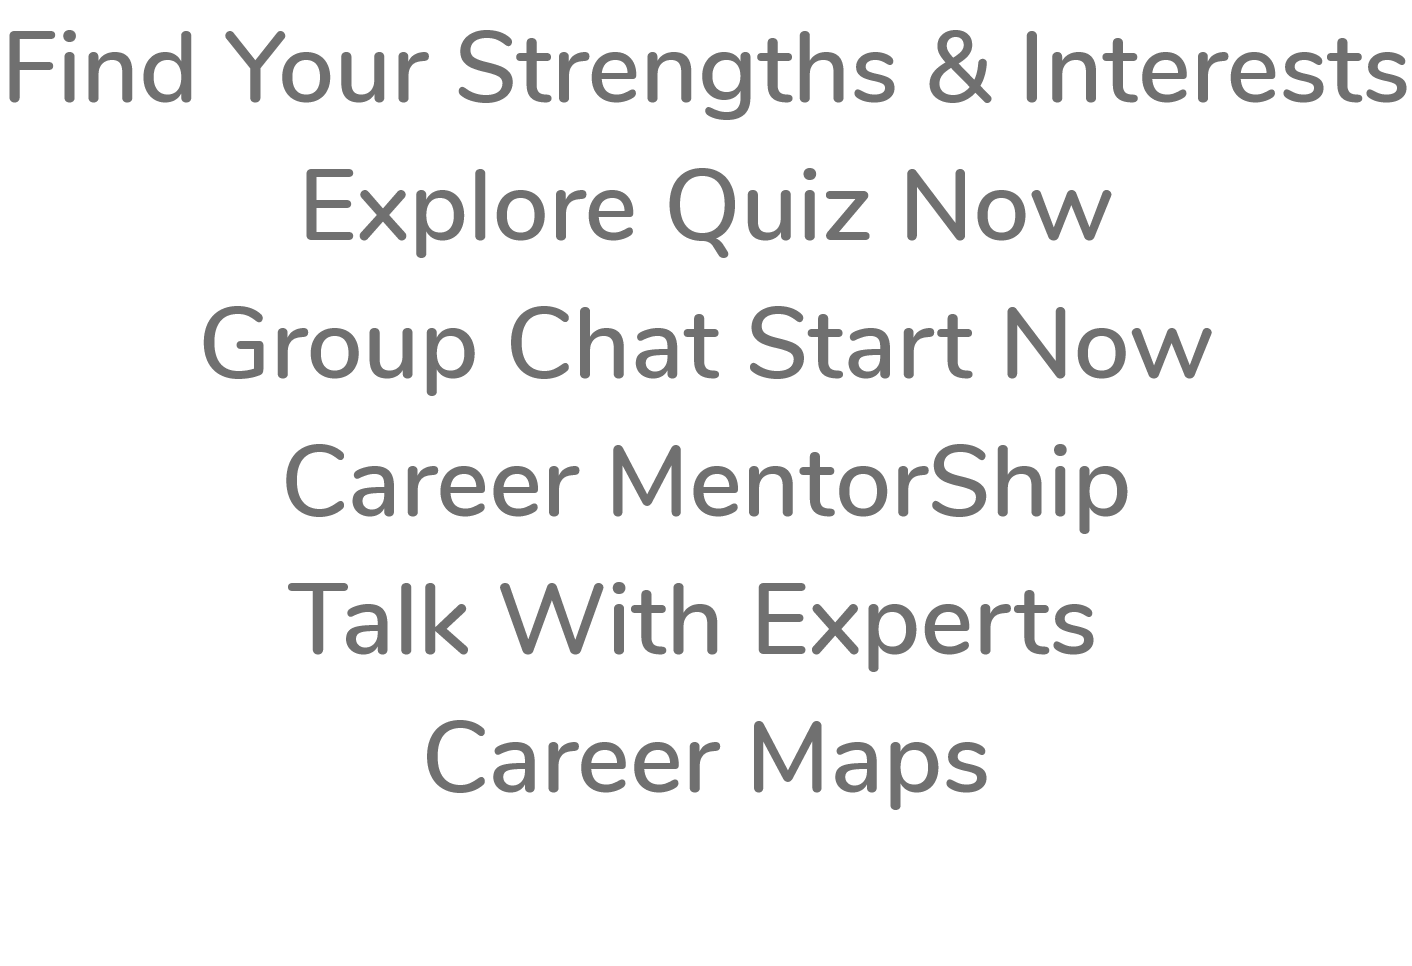 Find Your Strengths & Interests
Explore Quiz Now
Group Chat Start Now
Career MentorShip
Talk With Experts
Career Maps